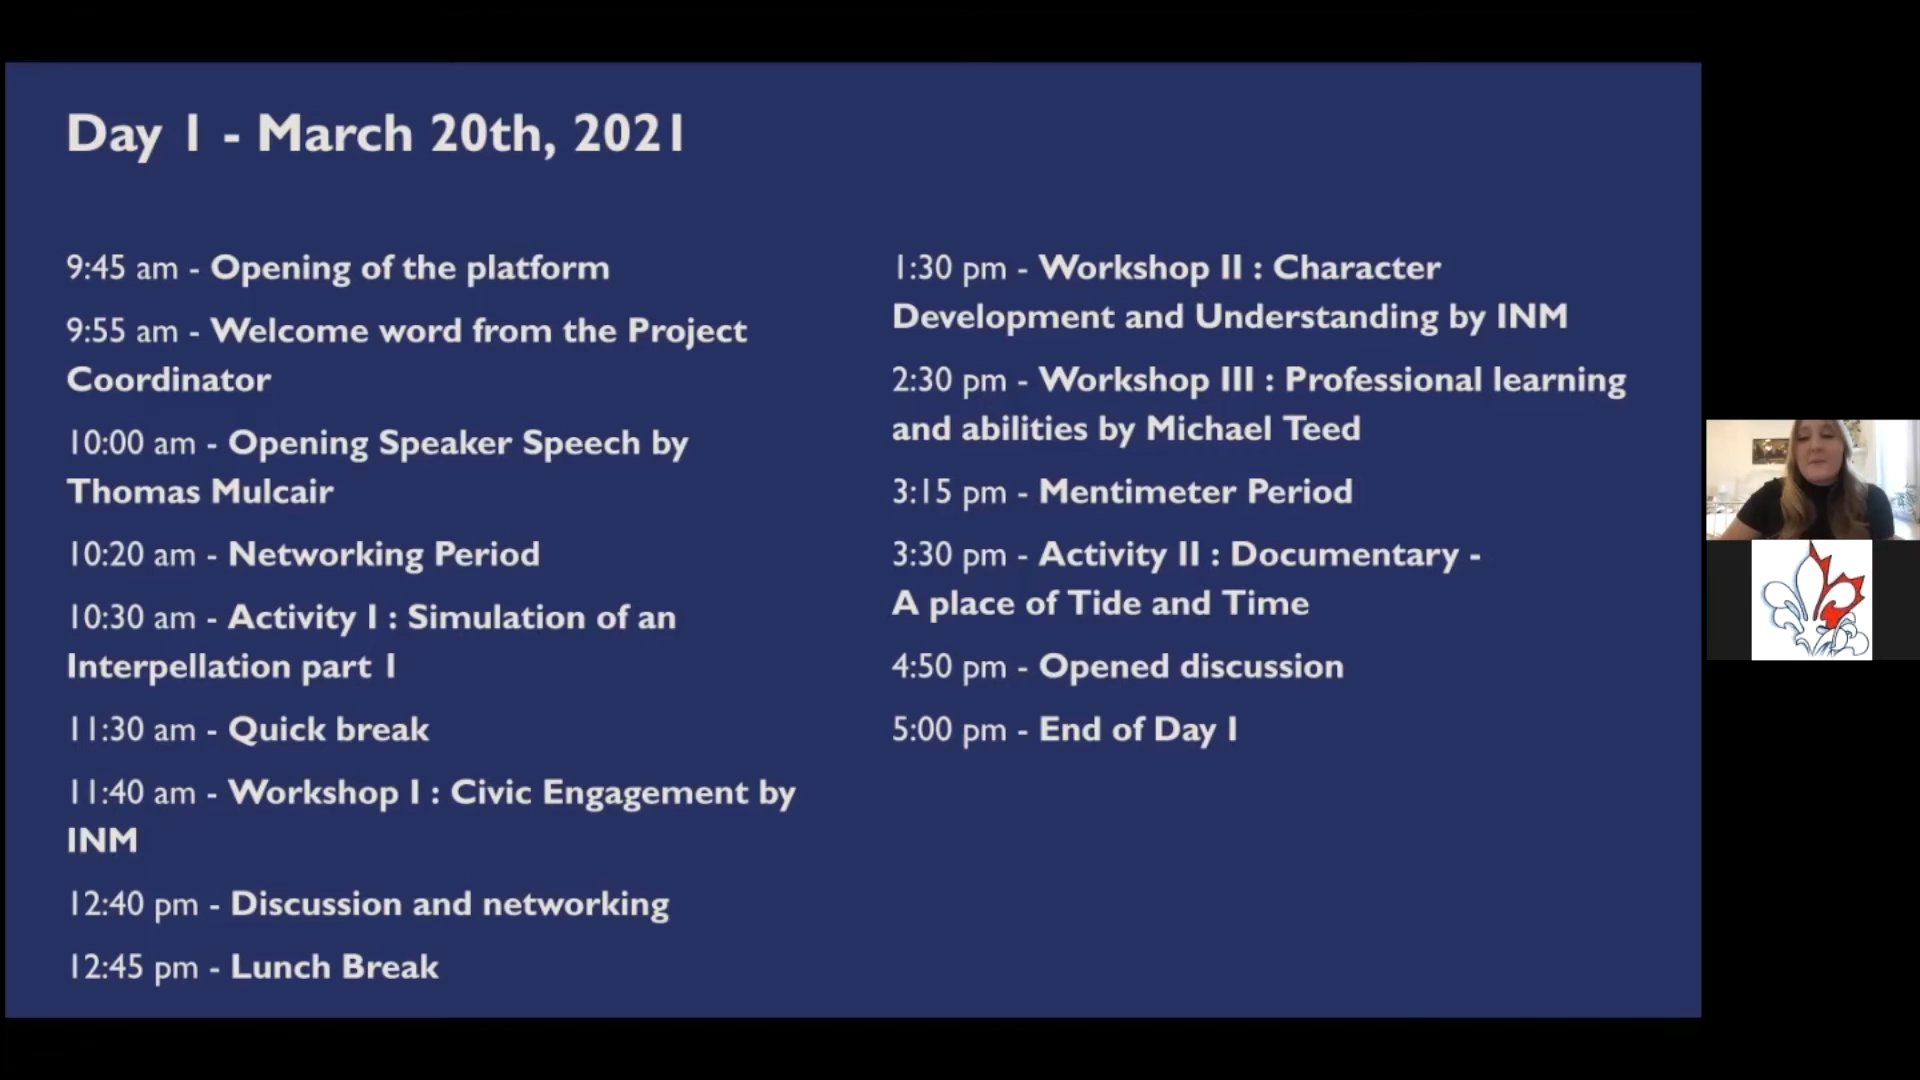 Day 1 - March 20th, 2021
9:45 am - Opening of the platform
9:55 am - Welcome word from the Project
Coordinator
10:00 am - Opening Speaker Speech by
Thomas Mulcair
10:20 am - Networking Period
10:30 am - Activity I : Simulation of an
Interpellation part 1
11:30 am - Quick break
11:40 am - Workshop I : Civic Engagement by
INM
12:40 pm - Discussion and networking
12:45 pm - Lunch Break
1:30 pm - Workshop II : Character
Development and Understanding by INM
2:30 pm - Workshop III : Professional learning
and abilities by Michael Teed
3:15 pm - Mentimeter Period
3:30 pm - Activity II : Documentary -
A place of Tide and Time
4:50 pm - Opened discussion
5:00 pm - End of Day 1